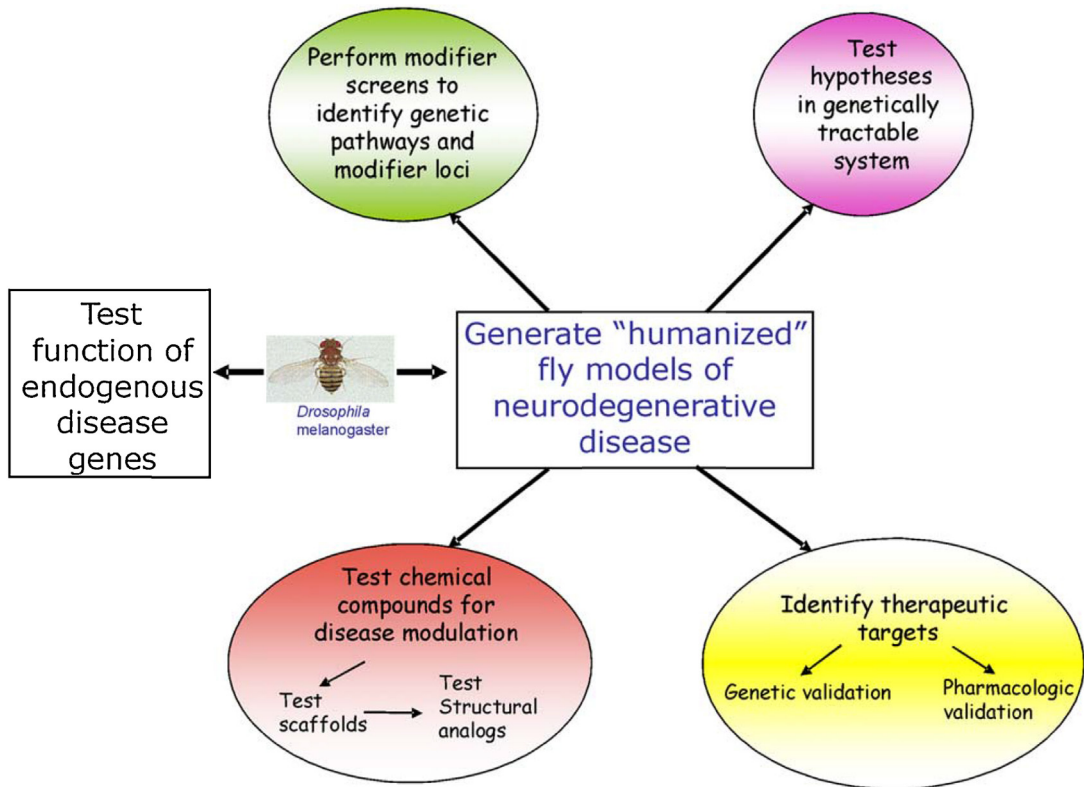 Perform modifier
screens to
identify genetic
pathways and
modifier loci
Test
hypotheses
in genetically
tractable
system
Test
function of
endogenous
disease
genes
Drosophila
melanogaster
Generate “humanized”
fly models of
neurodegenerative
disease
Test chemical
compounds for
disease modulation
Test
scaffolds
Test
Structural
analogs
Identify therapeutic
targets
Genetic validation
Pharmacologic
validation